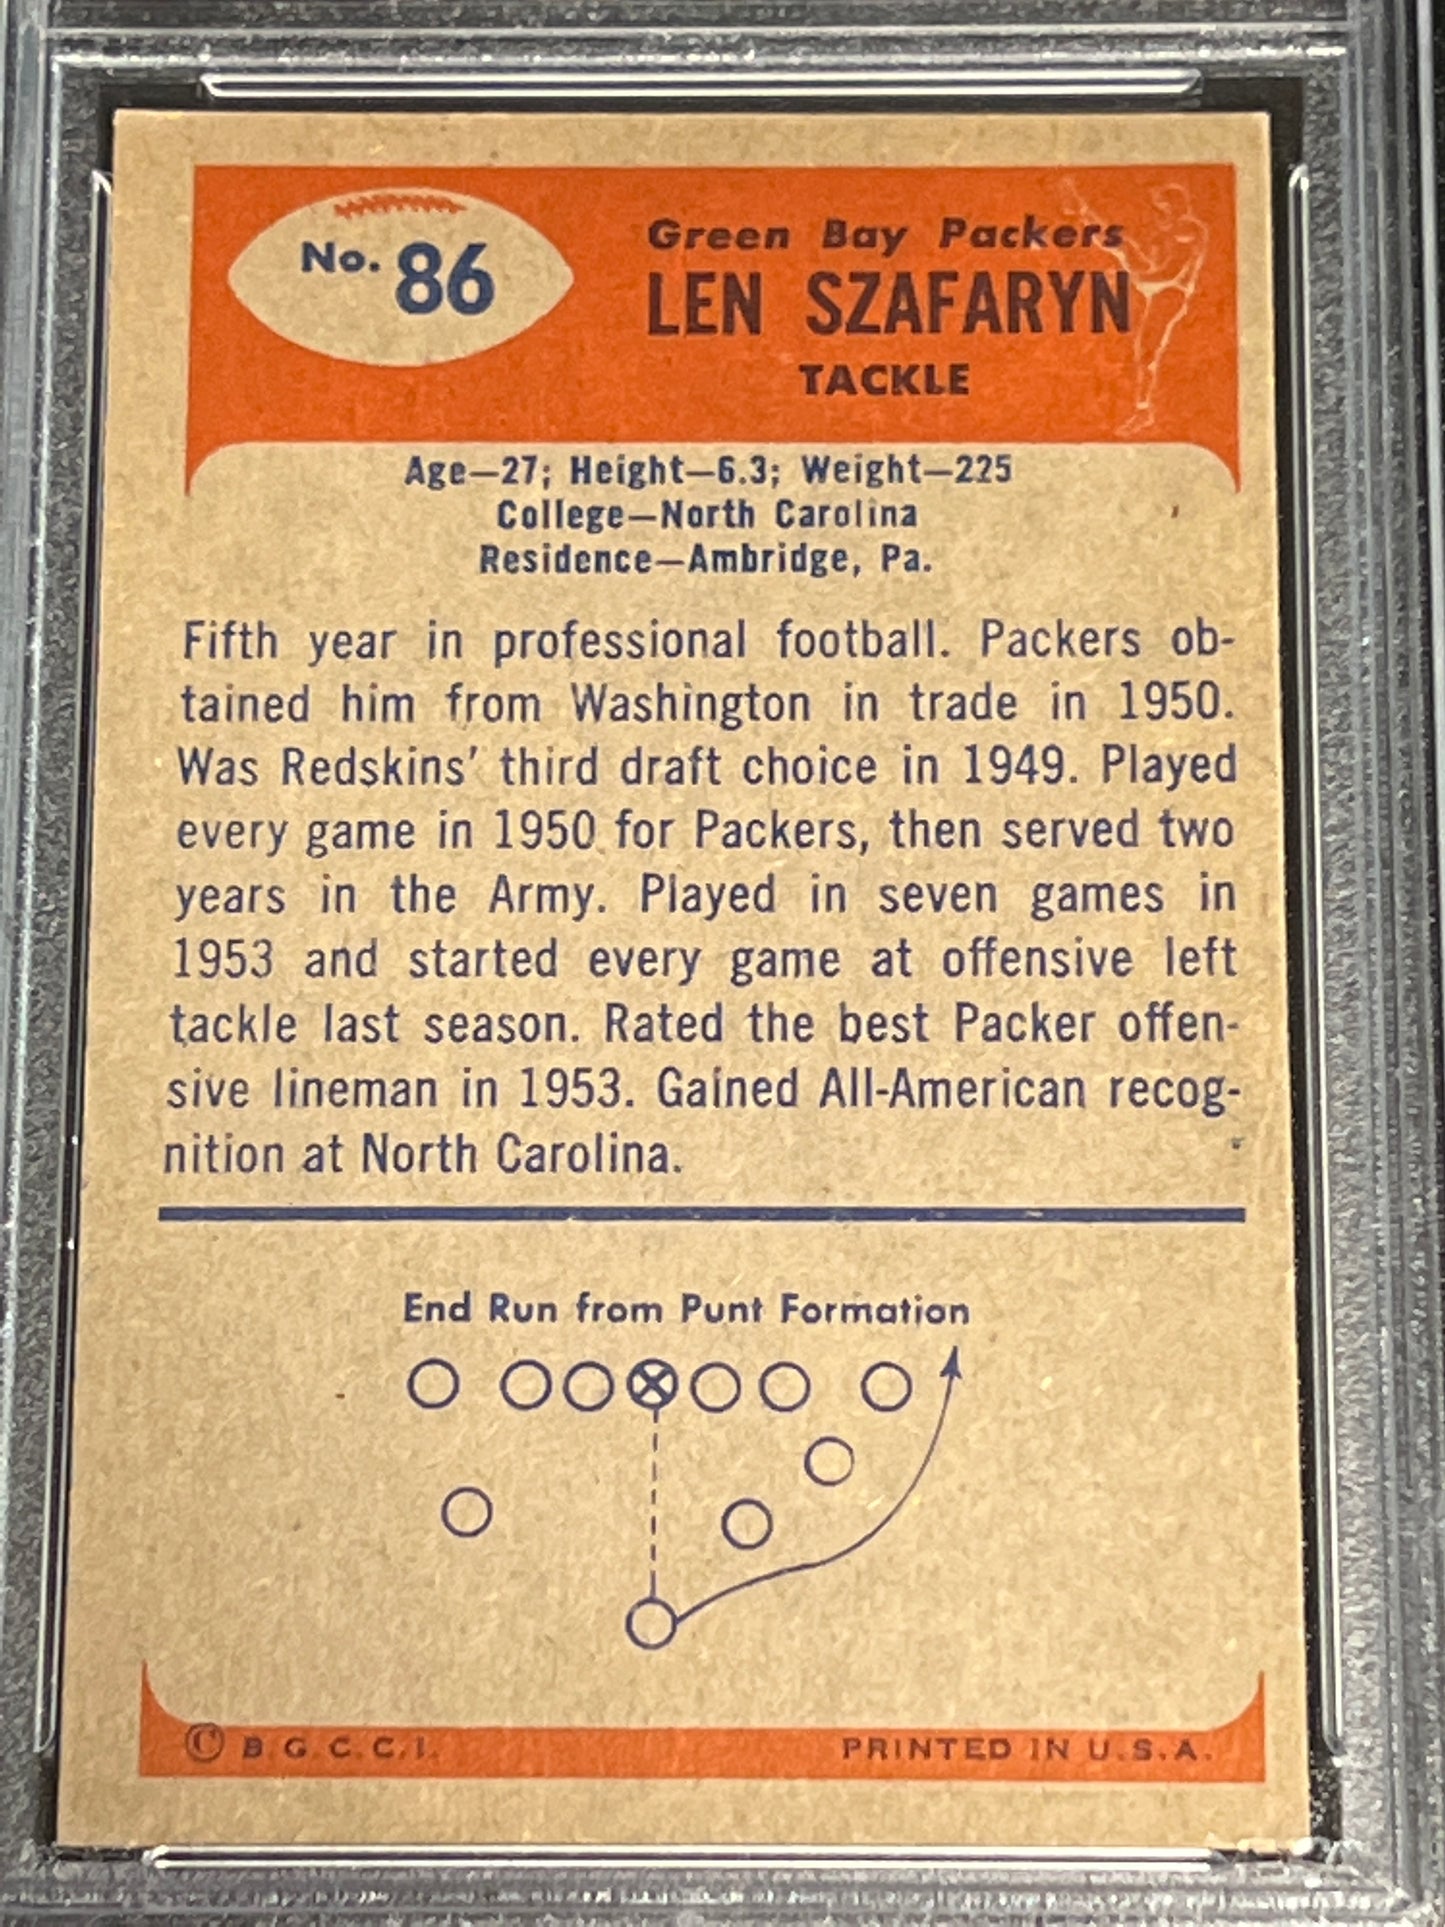 No. 86
Green Bay Packers
LEN SZAFARYN
TACKLE
Age—27; Height—6.3; Weight—225
College—North Carolina
Residence—Ambridge, Pa.
Fifth year in professional football. Packers ob-
tained him from Washington in trade in 1950.
Was Redskins' third draft choice in 1949. Played
every game in 1950 for Packers, then served two
years in the Army. Played in seven games in
1953 and started every game at offensive left
tackle last season. Rated the best Packer offen-
sive lineman in 1953. Gained All-American recog-
nition at North Carolina.
End Run from Punt Formation
© B. G. C. C. I.
PRINTED IN U.S.A.